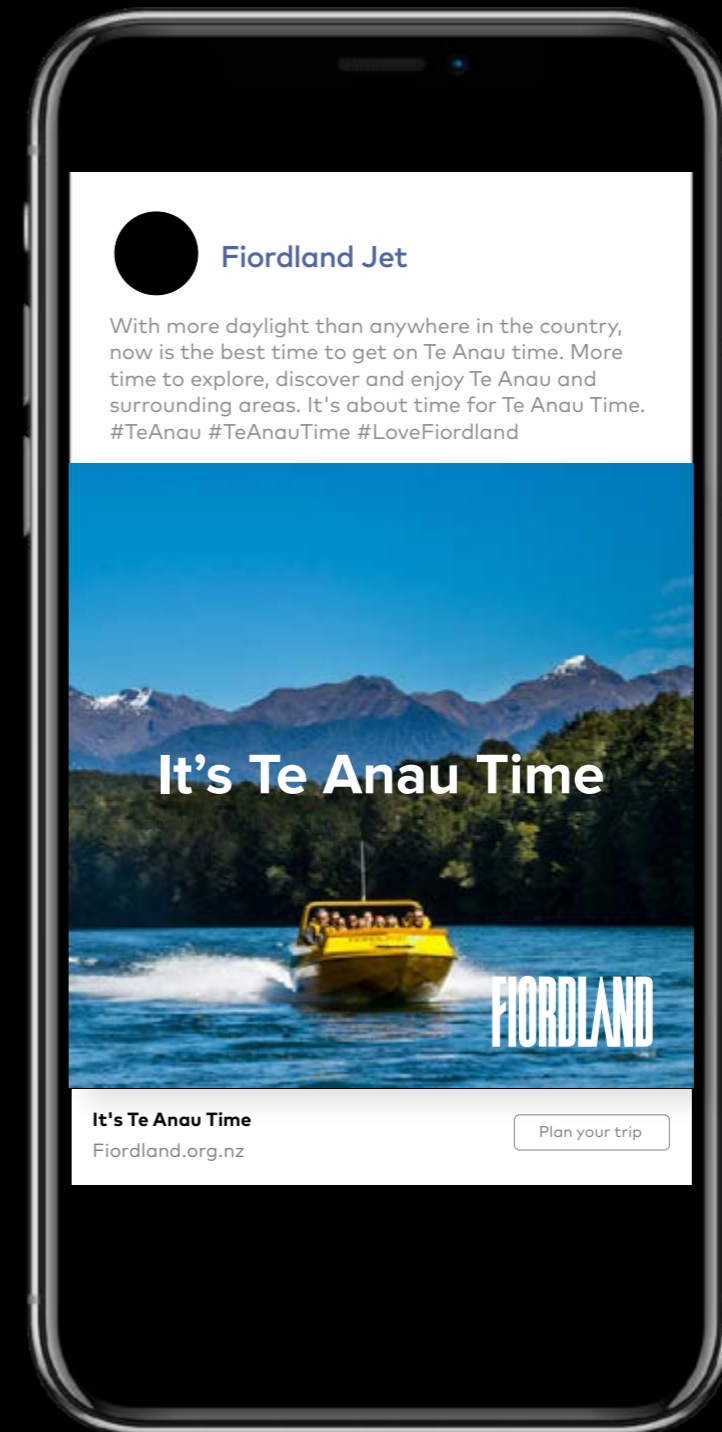 Fiordland Jet
With more daylight than anywhere in the country,
now is the best time to get on Te Anau time. More
time to explore, discover and enjoy Te Anau and
surrounding areas. It's about time for Te Anau Time.
#TeAnau #TeAnauTime #LoveFiordland
It’s Te Anau Time
FIORDLAND
It's Te Anau Time
Fiordland.org.nz
Plan your trip